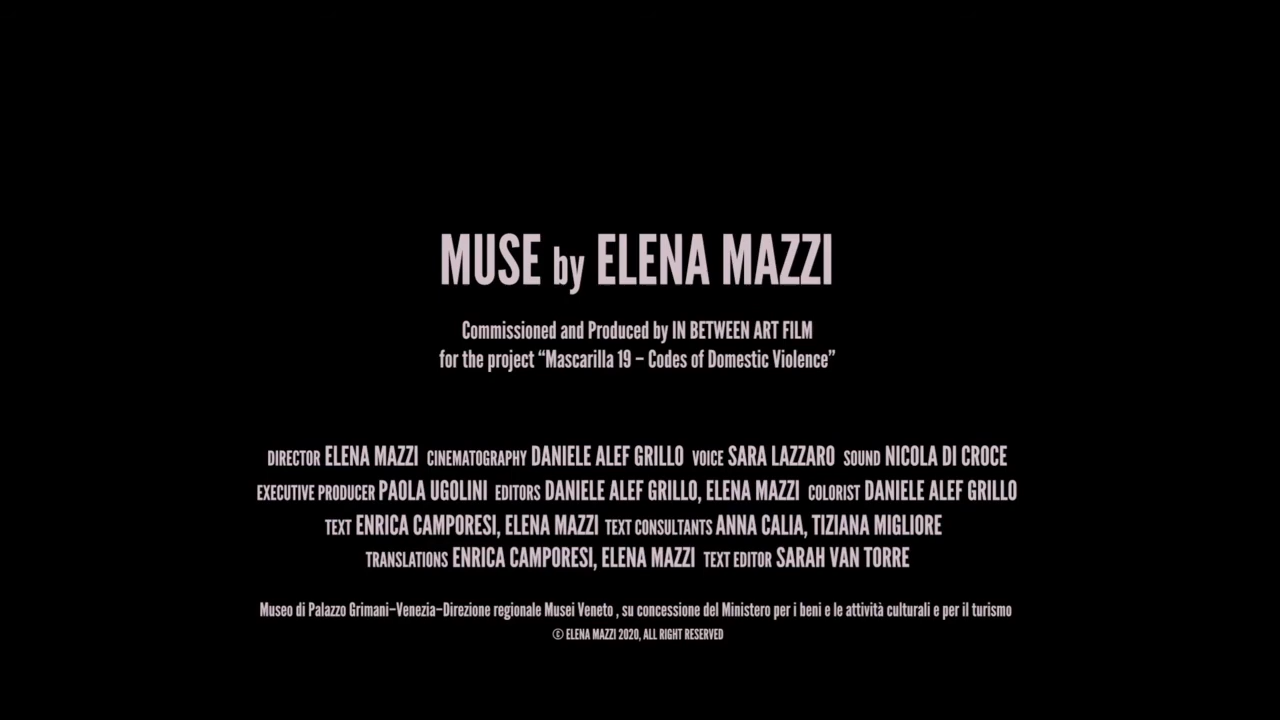 MUSE by ELENA MAZZI
Commissioned and Produced by IN BETWEEN ART FILM
for the project “Mascarilla 19 – Codes of Domestic Violence”
DIRECTOR ELENA MAZZI CINEMATOGRAPHY DANIELE ALEF GRILLO VOICE SARA LAZZARO SOUND NICOLA DI CROCE
EXECUTIVE PRODUCER PAOLA UGOLINI EDITORS DANIELE ALEF GRILLO, ELENA MAZZI COLORIST DANIELE ALEF GRILLO
TEXT ENRICA CAMPORESI, ELENA MAZZI TEXT CONSULTANTS ANNA CALIA, TIZIANA MIGLIORE
TRANSLATIONS ENRICA CAMPORESI, ELENA MAZZI TEXT EDITOR SARAH VAN TORRE
Museo di Palazzo Grimani–Venezia–Direzione regionale Musei Veneto , su concessione del Ministero per i beni e le attività culturali e per il turismo
© ELENA MAZZI 2020, ALL RIGHT RESERVED